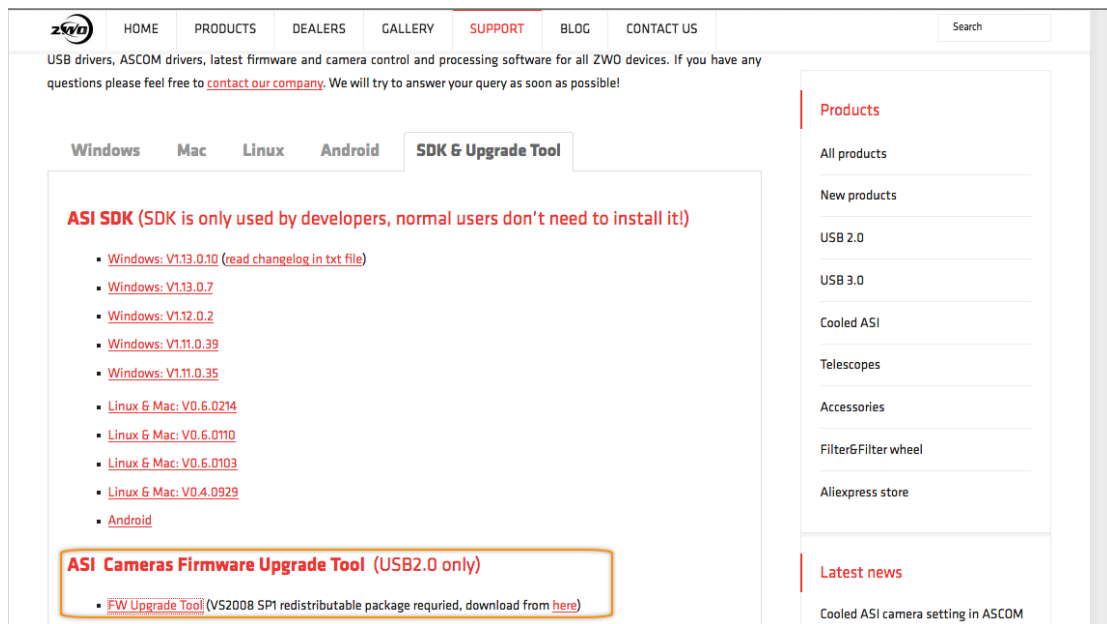 ZWO HOME PRODUCTS DEALERS GALLERY SUPPORT BLOG CONTACT US Search
USB drivers, ASCOM drivers, latest firmware and camera control and processing software for all ZWO devices. If you have any
questions please feel free to contact our company. We will try to answer your query as soon as possible!
Windows Mac Linux Android SDK & Upgrade Tool
ASI SDK (SDK is only used by developers, normal users don't need to install it!)
Windows: V1.13.0.10 (read changelog in txt file)
Windows: V1.13.0.7
Windows: V1.12.0.2
Windows: V1.11.0.39
Windows: V1.11.0.35
Linux & Mac: V0.6.0214
Linux & Mac: V0.6.0110
Linux & Mac: V0.6.0103
Linux & Mac: V0.4.0929
Android
ASI Cameras Firmware Upgrade Tool (USB2.0 only)
FW Upgrade Tool (VS2008 SP1 redistributable package requried, download from here)
Products
All products
New products
USB 2.0
USB 3.0
Cooled ASI
Telescopes
Accessories
Filter&Filter wheel
Aliexpress store
Latest news
Cooled ASI camera setting in ASCOM